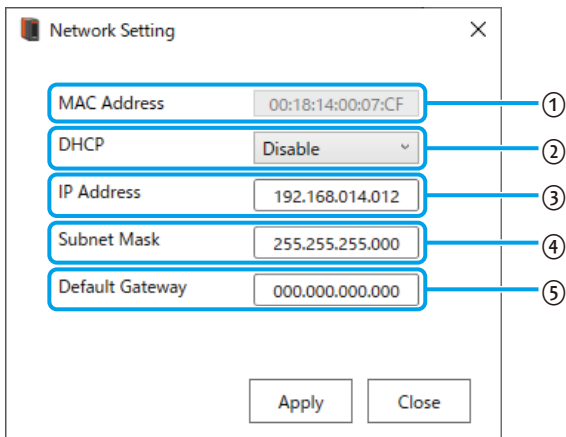 Network Setting
MAC Address 00:18:14:00:07:CF ①
DHCP Disable ②
IP Address 192.168.014.012 ③
Subnet Mask 255.255.255.000 ④
Default Gateway 000.000.000.000 ⑤
Apply Close